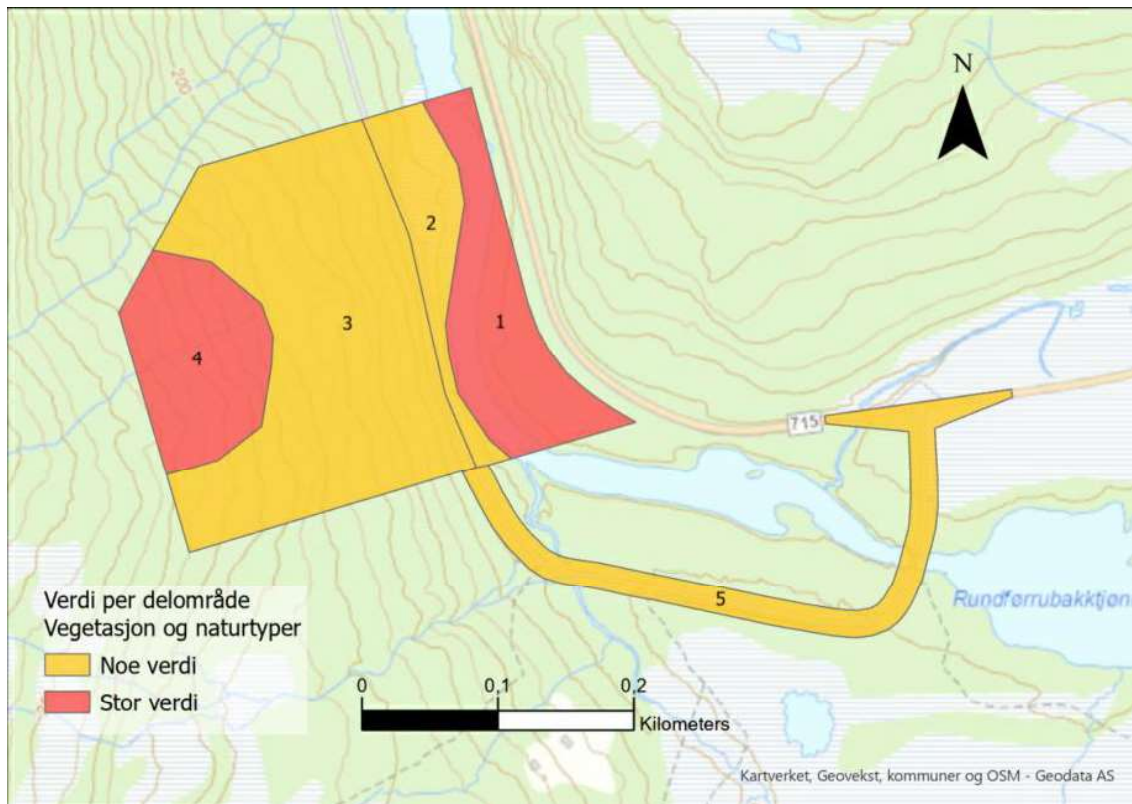 200
N
2
3
1
4
715
5
Rundførrubakktjøn
Verdi per delområde
Vegetasjon og naturtyper
Noe verdi
Stor verdi
0 0,1 0,2
Kilometers
Kartverket, Geovekst, kommuner og OSM - Geodata AS